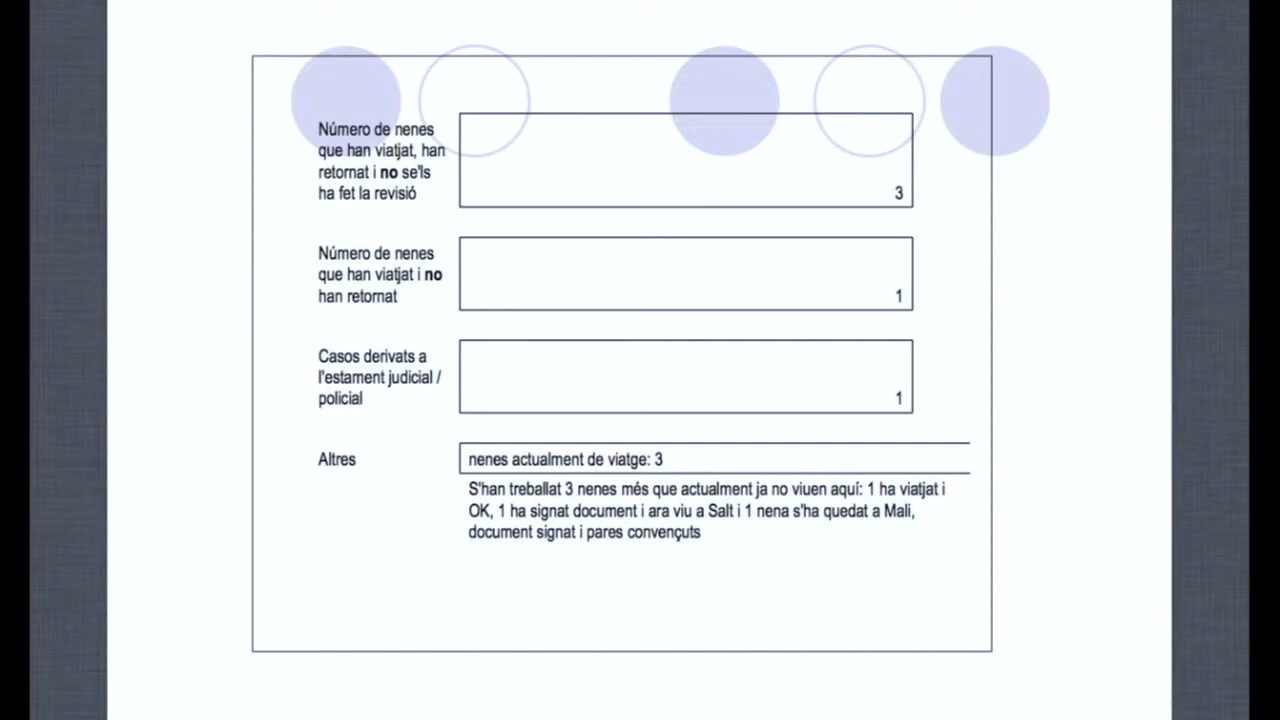 Número de nenes
que han viatjat, han
retornat i no se'ls
ha fet la revisió
3
Número de nenes
que han viatjat i no
han retornat
1
Casos derivats a
l'estament judicial /
policial
1
Altres
nenes actualment de viatge: 3
S'han treballat 3 nenes més que actualment ja no viuen aquí: 1 ha viatjat i
OK, 1 ha signat document i ara viu a Salt i 1 nena s'ha quedat a Mali,
document signat i pares convençuts